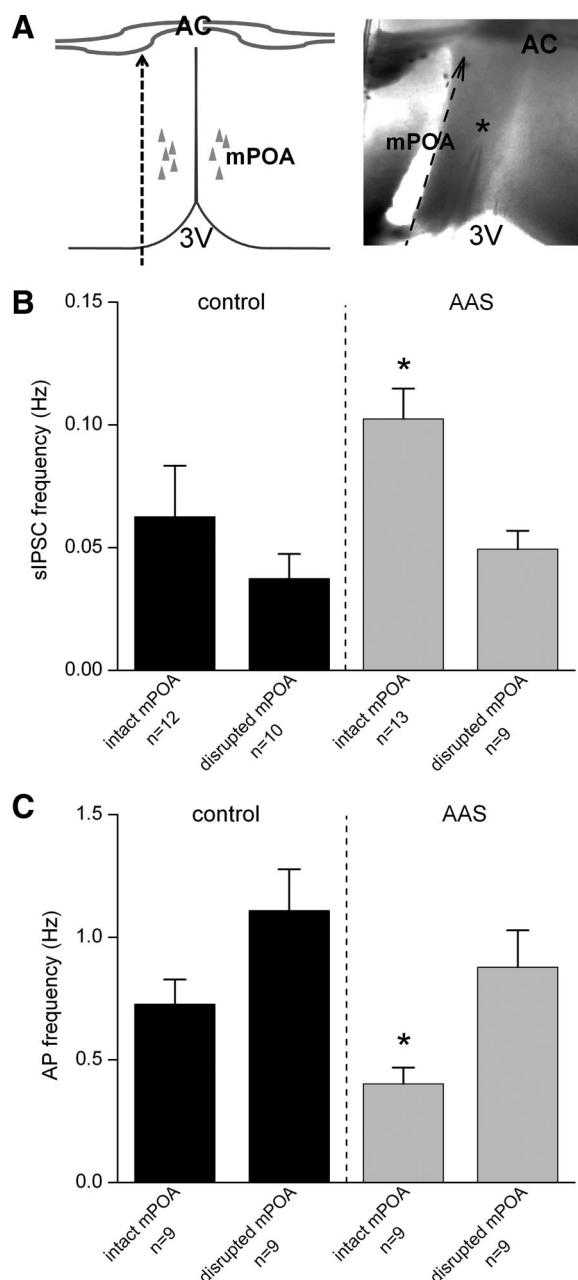 A
AC
mPOA
3V
AC
*
mPOA
3V
B
control
AAS
sIPSC frequency (Hz)
0.15
0.10
0.05
0.00
*
intact mPOA
n=12
disrupted mPOA
n=10
intact mPOA
n=13
disrupted mPOA
n=9
C
control
AAS
AP frequency (Hz)
1.5
1.0
0.5
0.0
*
intact mPOA
n=9
disrupted mPOA
n=9
intact mPOA
n=9
disrupted mPOA
n=9